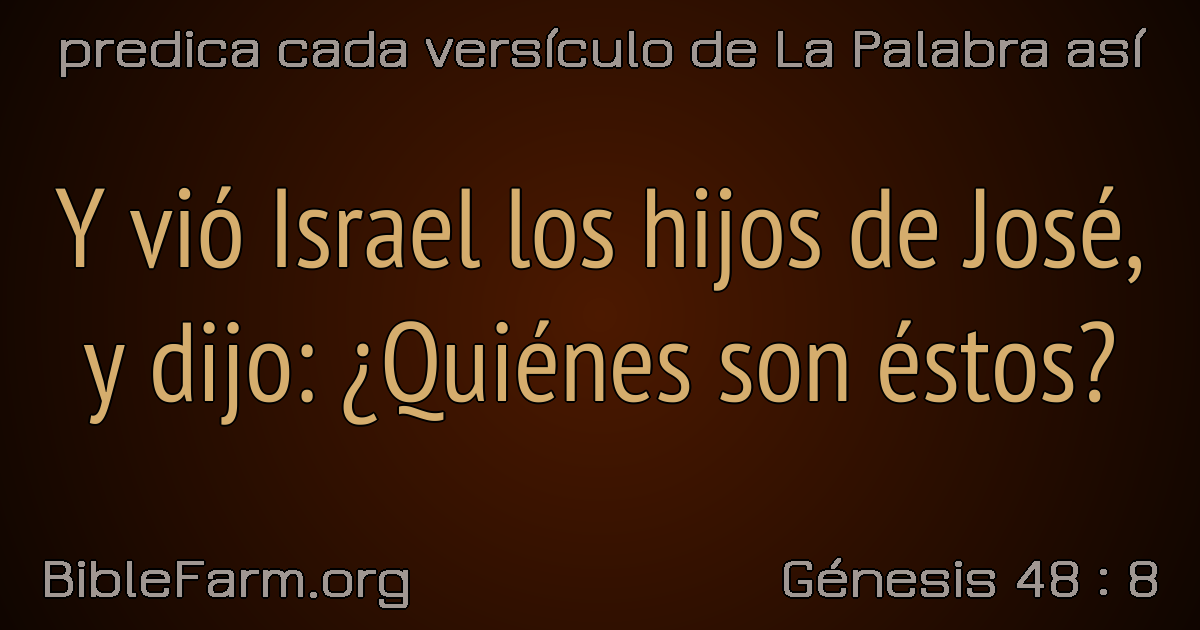 predica cada versículo de La Palabra así
Y vió Israel los hijos de José,
y dijo: ¿Quiénes son éstos?
BibleFarm.org
Génesis 48 : 8